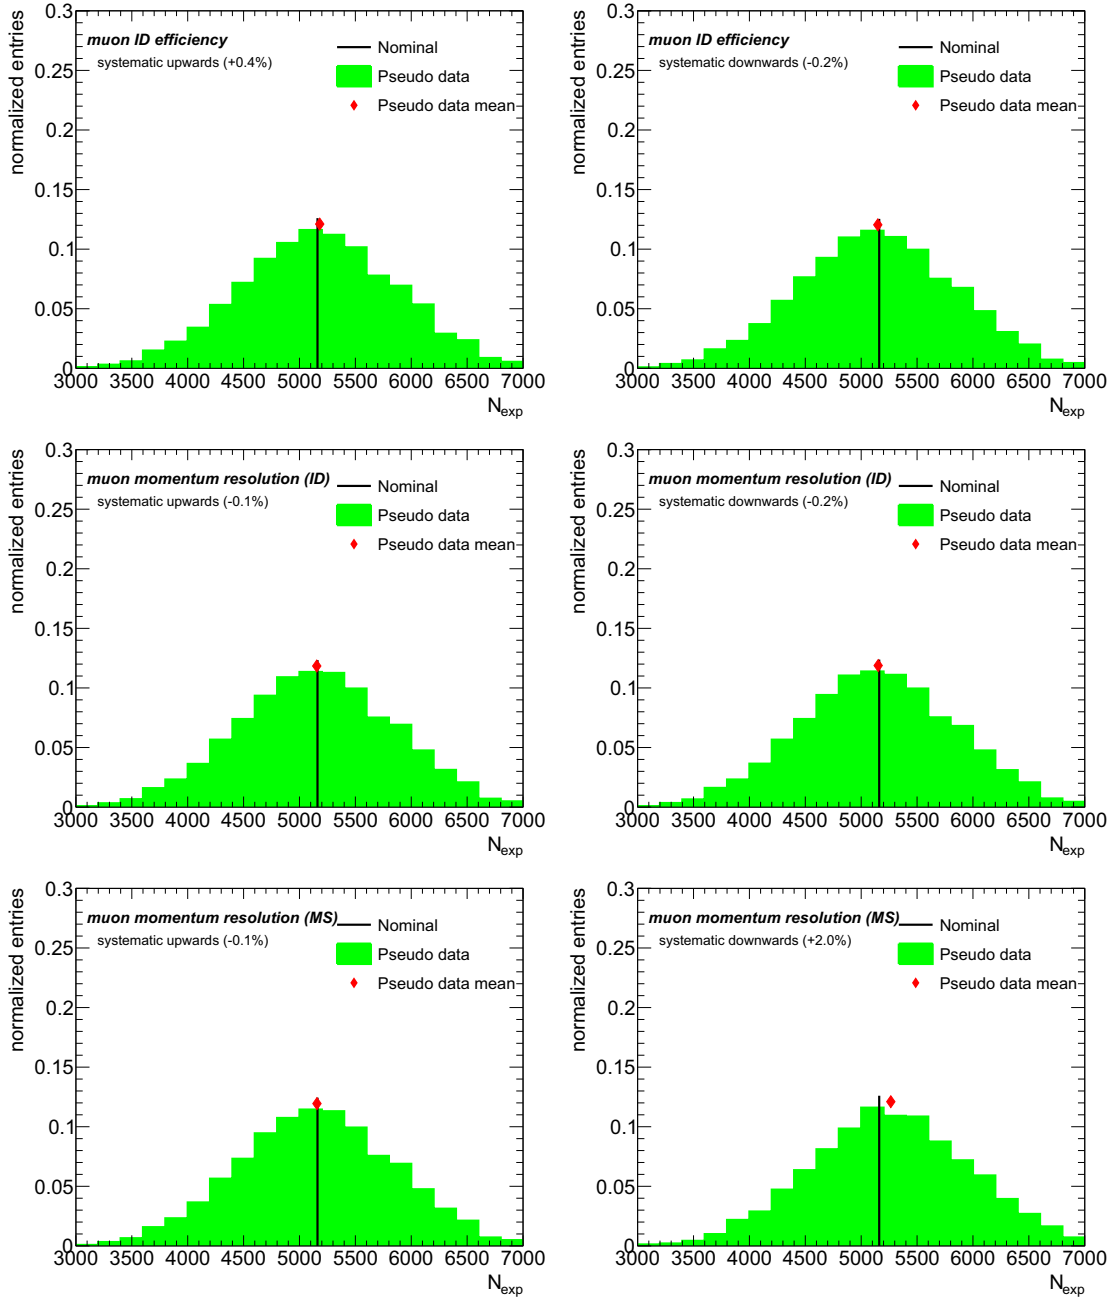 muon ID efficiency
systematic upwards (+0.4%)
Nominal
Pseudo data
Pseudo data mean
normalized entries
0.3
0.25
0.2
0.15
0.1
0.05
0
3000 3500 4000 4500 5000 5500 6000 6500 7000
N_exp
muon ID efficiency
systematic downwards (-0.2%)
Nominal
Pseudo data
Pseudo data mean
normalized entries
0.3
0.25
0.2
0.15
0.1
0.05
0
3000 3500 4000 4500 5000 5500 6000 6500 7000
N_exp
muon momentum resolution (ID)
systematic upwards (-0.1%)
Nominal
Pseudo data
Pseudo data mean
normalized entries
0.3
0.25
0.2
0.15
0.1
0.05
0
3000 3500 4000 4500 5000 5500 6000 6500 7000
N_exp
muon momentum resolution (ID)
systematic downwards (-0.2%)
Nominal
Pseudo data
Pseudo data mean
normalized entries
0.3
0.25
0.2
0.15
0.1
0.05
0
3000 3500 4000 4500 5000 5500 6000 6500 7000
N_exp
muon momentum resolution (MS)
systematic upwards (-0.1%)
Nominal
Pseudo data
Pseudo data mean
normalized entries
0.3
0.25
0.2
0.15
0.1
0.05
0
3000 3500 4000 4500 5000 5500 6000 6500 7000
N_exp
muon momentum resolution (MS)
systematic downwards (+2.0%)
Nominal
Pseudo data
Pseudo data mean
normalized entries
0.3
0.25
0.2
0.15
0.1
0.05
0
3000 3500 4000 4500 5000 5500 6000 6500 7000
N_exp